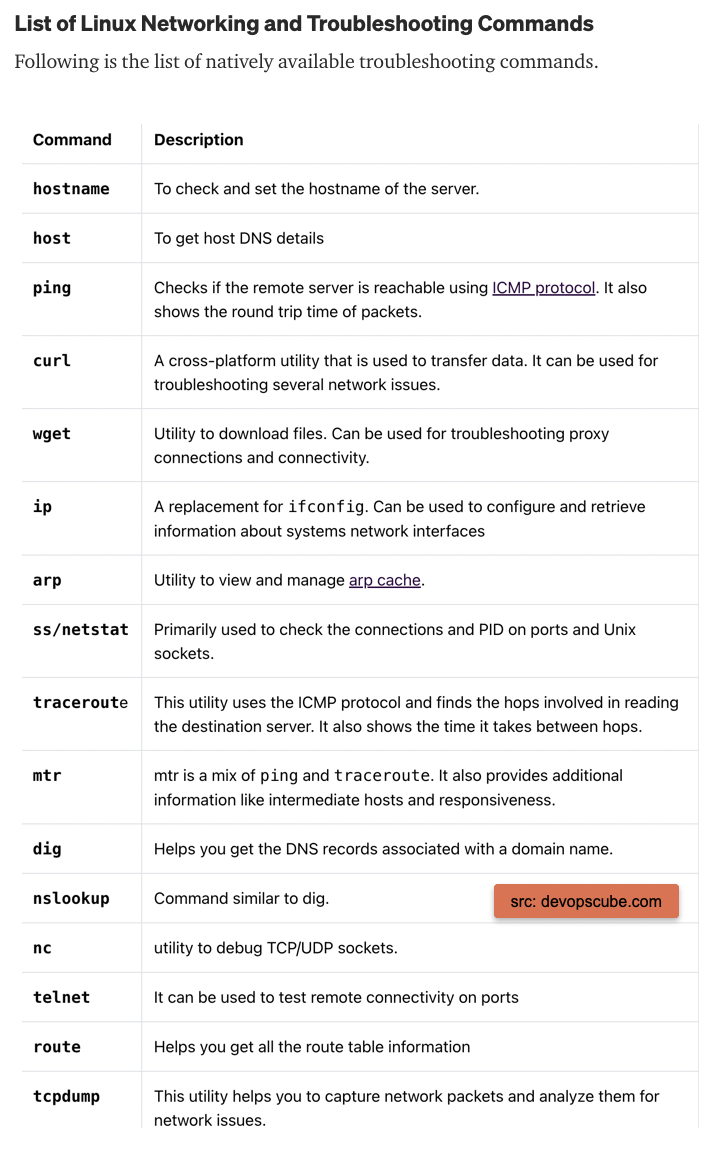 List of Linux Networking and Troubleshooting Commands
Following is the list of natively available troubleshooting commands.
Command Description
hostname To check and set the hostname of the server.
host To get host DNS details
ping Checks if the remote server is reachable using ICMP protocol. It also
shows the round trip time of packets.
curl A cross-platform utility that is used to transfer data. It can be used for
troubleshooting several network issues.
wget Utility to download files. Can be used for troubleshooting proxy
connections and connectivity.
ip A replacement for ifconfig. Can be used to configure and retrieve
information about systems network interfaces
arp Utility to view and manage arp cache.
ss/netstat Primarily used to check the connections and PID on ports and Unix
sockets.
traceroute This utility uses the ICMP protocol and finds the hops involved in reading
the destination server. It also shows the time it takes between hops.
mtr mtr is a mix of ping and traceroute. It also provides additional
information like intermediate hosts and responsiveness.
dig Helps you get the DNS records associated with a domain name.
nslookup Command similar to dig.
src: devopscube.com
nc utility to debug TCP/UDP sockets.
telnet It can be used to test remote connectivity on ports
route Helps you get all the route table information
tcpdump This utility helps you to capture network packets and analyze them for
network issues.